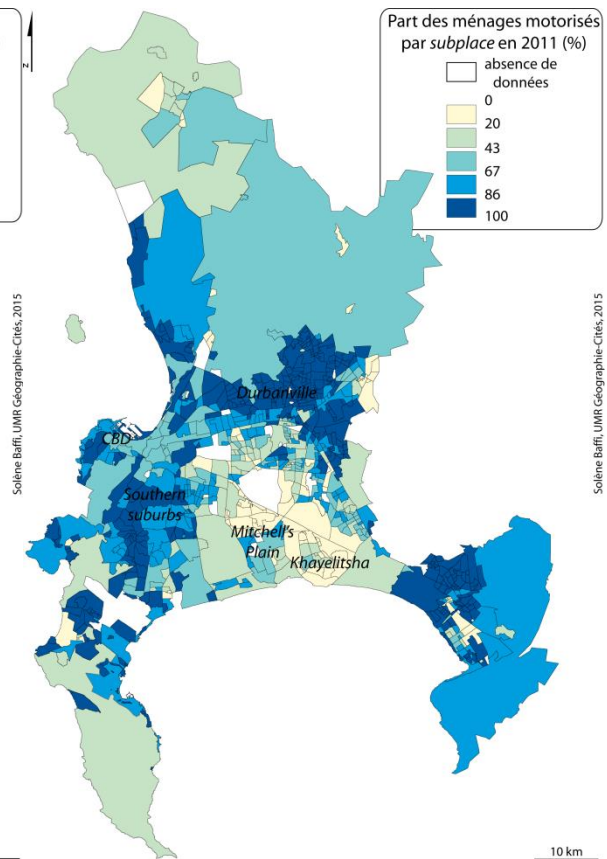 Part des ménages motorisés
par subplace en 2011 (%)
absence de
données
0
20
43
67
86
100
N
Solène Baffi, UMR Géographie-Cités, 2015
Solène Baffi, UMR Géographie-Cités, 2015
Durbanville
CBD
Southern
suburbs
Mitchell's
Plain
Khayelitsha
10 km